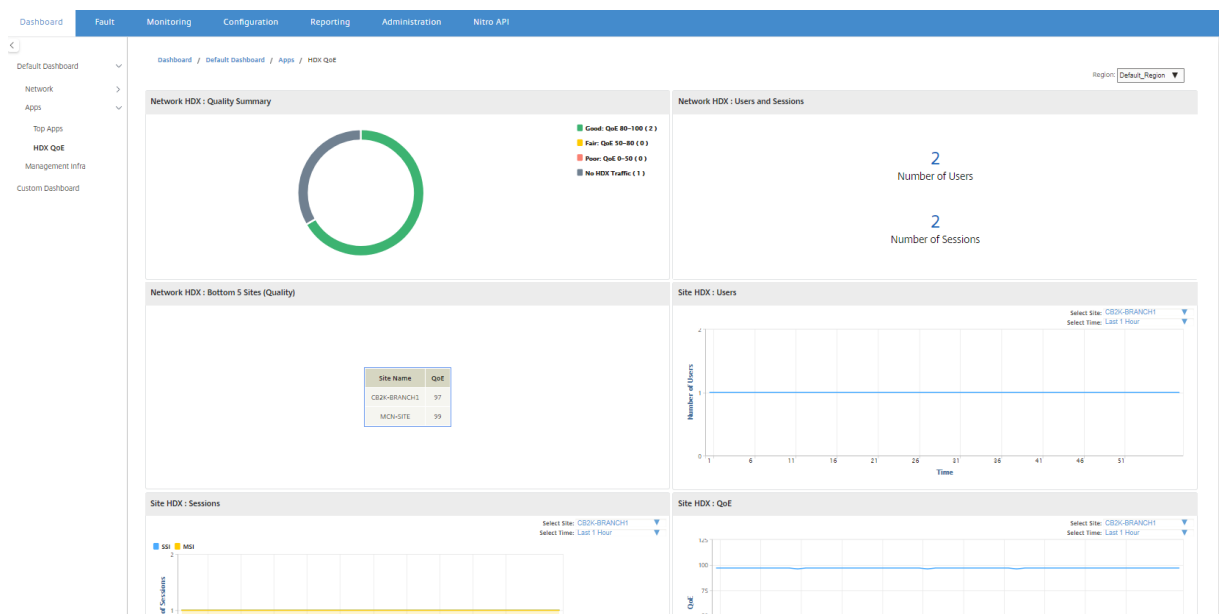 Dashboard Fault Monitoring Configuration Reporting Administration Nitro API
Default Dashboard
Network
Apps
Top Apps
HDX QoE
Management Infra
Custom Dashboard
Dashboard / Default Dashboard / Apps / HDX QoE
Region: Default_Region
Network HDX : Quality Summary
Good: QoE 80-100 ( 2 )
Fair: QoE 50-80 ( 0 )
Poor: QoE 0-50 ( 0 )
No HDX Traffic ( 1 )
Network HDX : Users and Sessions
2
Number of Users
2
Number of Sessions
Network HDX : Bottom 5 Sites (Quality)
Site Name QoE
CB2K-BRANCH1 97
MCN-SITE 99
Site HDX : Users
Select Site: CB2K-BRANCH1
Select Time: Last 1 Hour
2
1
0
Number of Users
1 6 11 16 21 26 31 36 41 46 51
Time
Site HDX : Sessions
Select Site: CB2K-BRANCH1
Select Time: Last 1 Hour
SSI MSI
2
1
of Sessions
Site HDX : QoE
Select Site: CB2K-BRANCH1
Select Time: Last 1 Hour
125
100
75
QoE